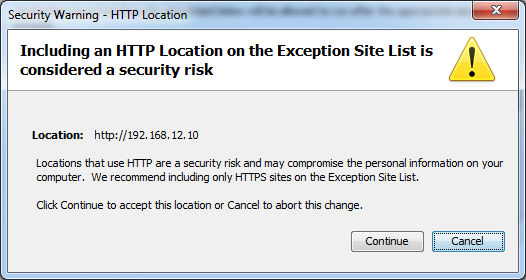 Security Warning - HTTP Location
Including an HTTP Location on the Exception Site List is
considered a security risk
Location: http://192.168.12.10
Locations that use HTTP are a security risk and may compromise the personal information on your
computer. We recommend including only HTTPS sites on the Exception Site List.
Click Continue to accept this location or Cancel to abort this change.
Continue Cancel